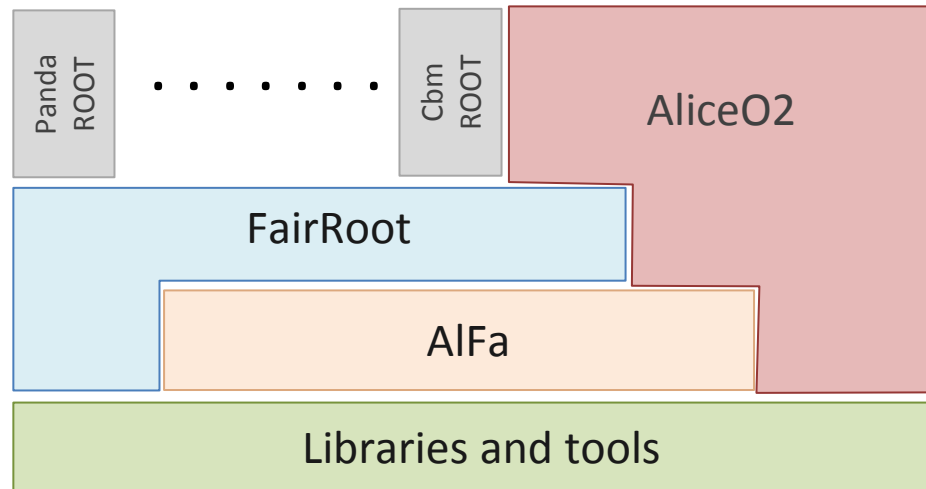 Panda
ROOT
. . . . . . .
Cbm
ROOT
AliceO2
FairRoot
AlFa
Libraries and tools